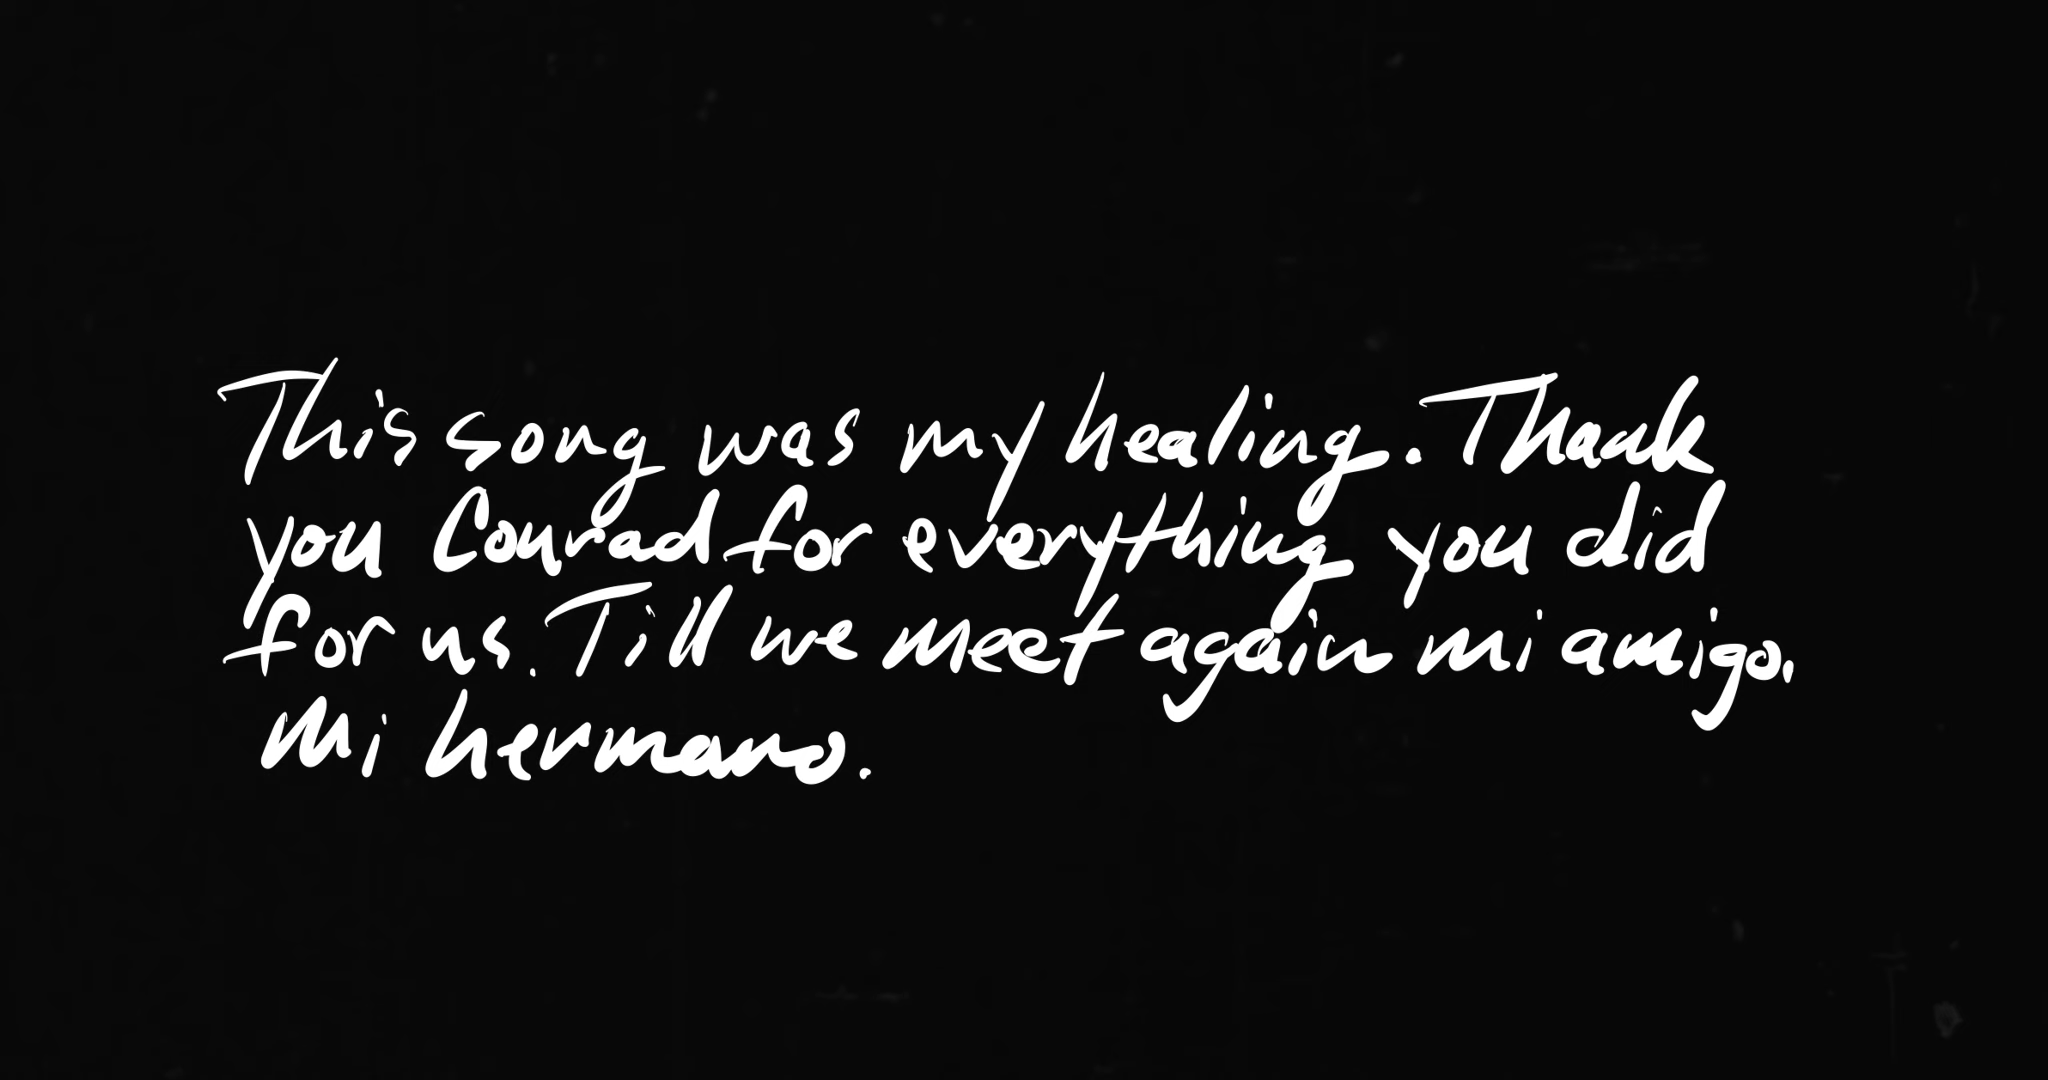 This song was my healing. Thank
you Conrad for everything you did
for us. Till we meet again mi amigo.
Mi hermano.